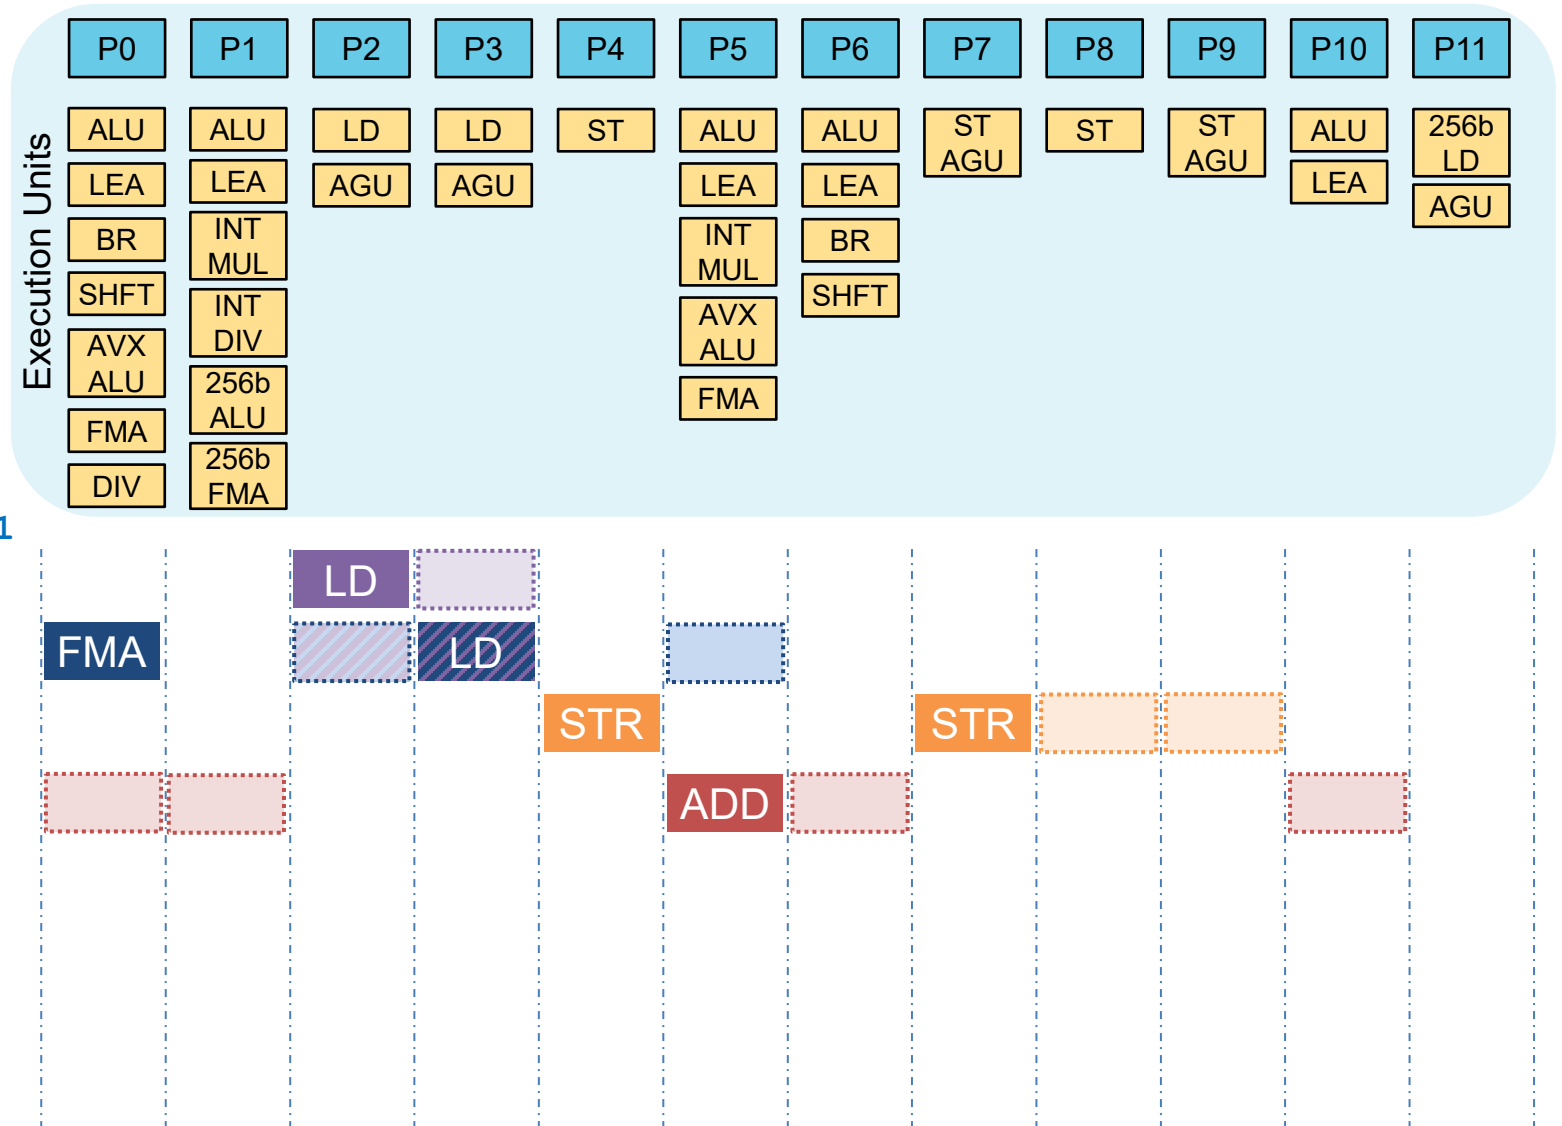 P0 P1 P2 P3 P4 P5 P6 P7 P8 P9 P10 P11
Execution Units
ALU ALU LD LD ST ALU ALU ST AGU ST ST AGU ALU 256b LD
LEA LEA AGU AGU LEA LEA LEA AGU
BR INT MUL INT MUL BR
SHFT INT DIV AVX ALU SHFT
AVX ALU 256b ALU FMA
FMA 256b FMA
DIV
1
LD
FMA LD
STR STR
ADD